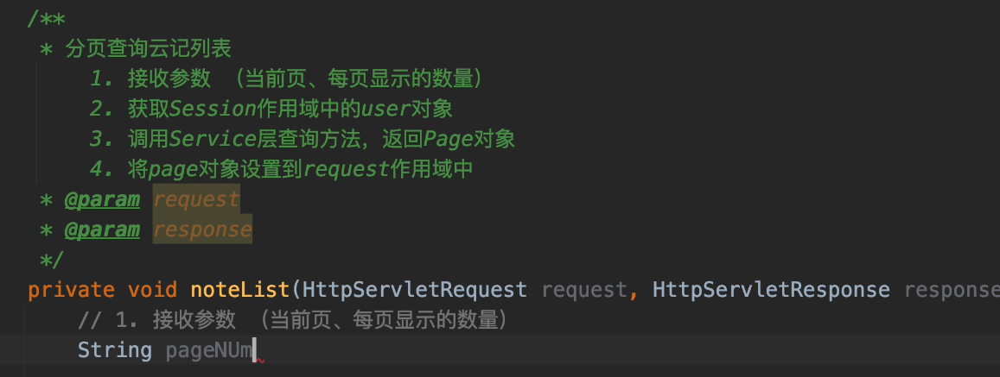 /**
* 分页查询云记列表
1. 接收参数 （当前页、每页显示的数量）
2. 获取Session作用域中的user对象
3. 调用Service层查询方法，返回Page对象
4. 将page对象设置到request作用域中
* @param request
* @param response
*/
private void noteList(HttpServletRequest request, HttpServletResponse response
// 1. 接收参数 （当前页、每页显示的数量）
String pageNUm